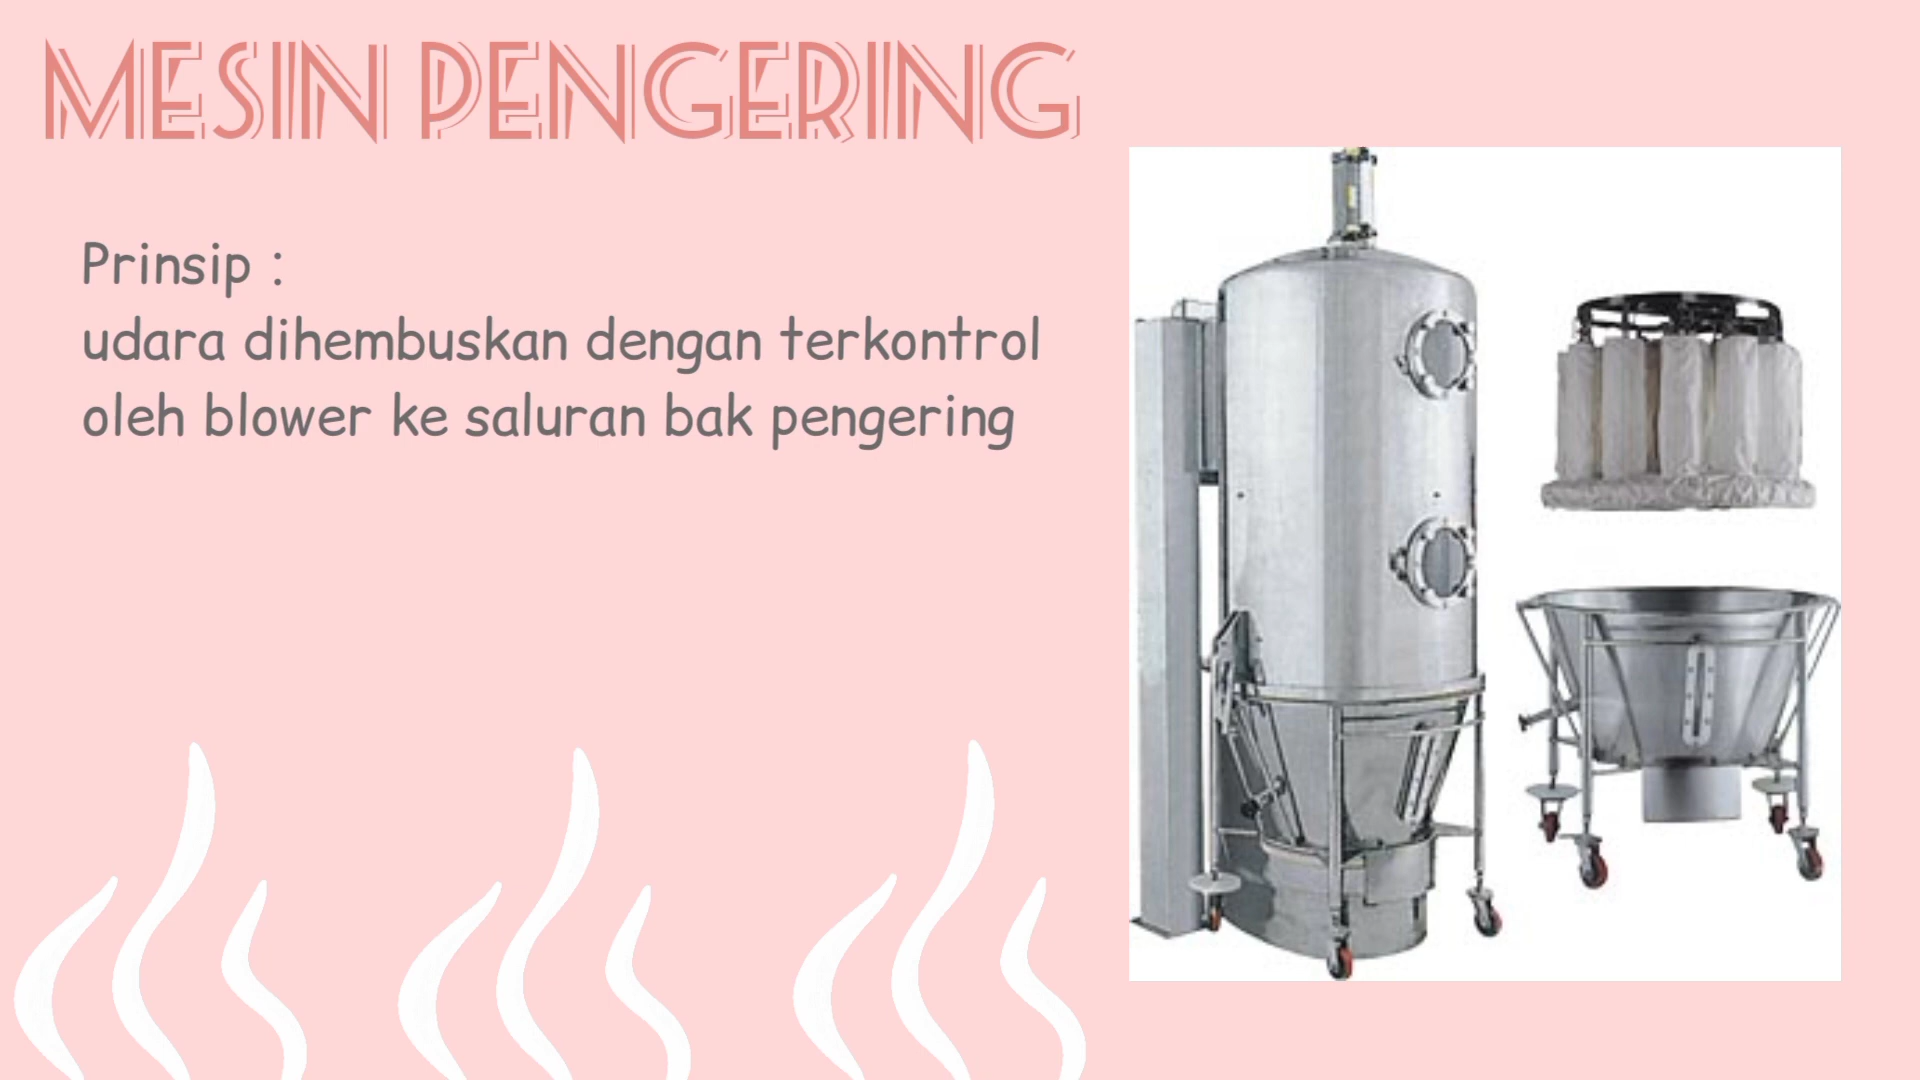 MESIN PENGERING
Prinsip :
udara dihembuskan dengan terkontrol
oleh blower ke saluran bak pengering